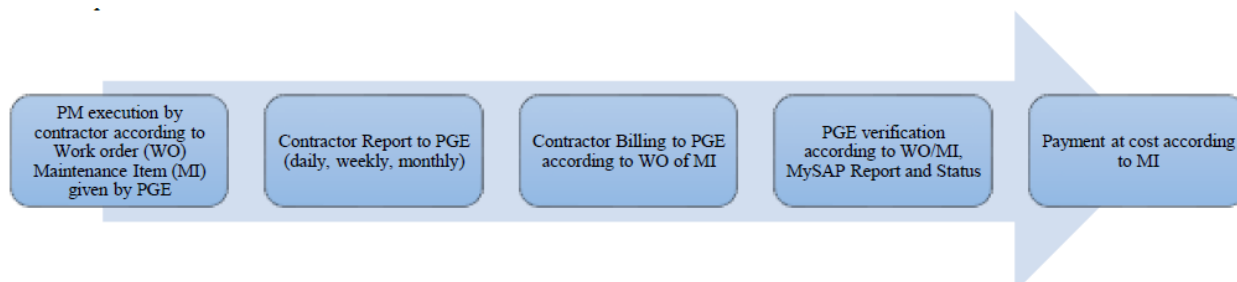 PM execution by
contractor according to
Work order (WO)
Maintenance Item (MI)
given by PGE
Contractor Report to PGE
(daily, weekly, monthly)
Contractor Billing to PGE
according to WO of MI
PGE verification
according to WO/MI,
MySAP Report and Status
Payment at cost according
to MI